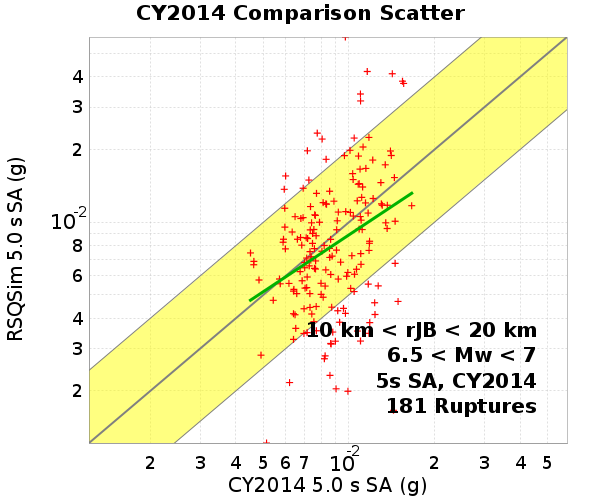 CY2014 Comparison Scatter
RSQSim 5.0 s SA (g)
4
3
2
10-2
8
6
4
3
2
10 km < rJB < 20 km
6.5 < Mw < 7
5s SA, CY2014
181 Ruptures
2 3 4 5 6 7 10-2 2 3 4 5
CY2014 5.0 s SA (g)